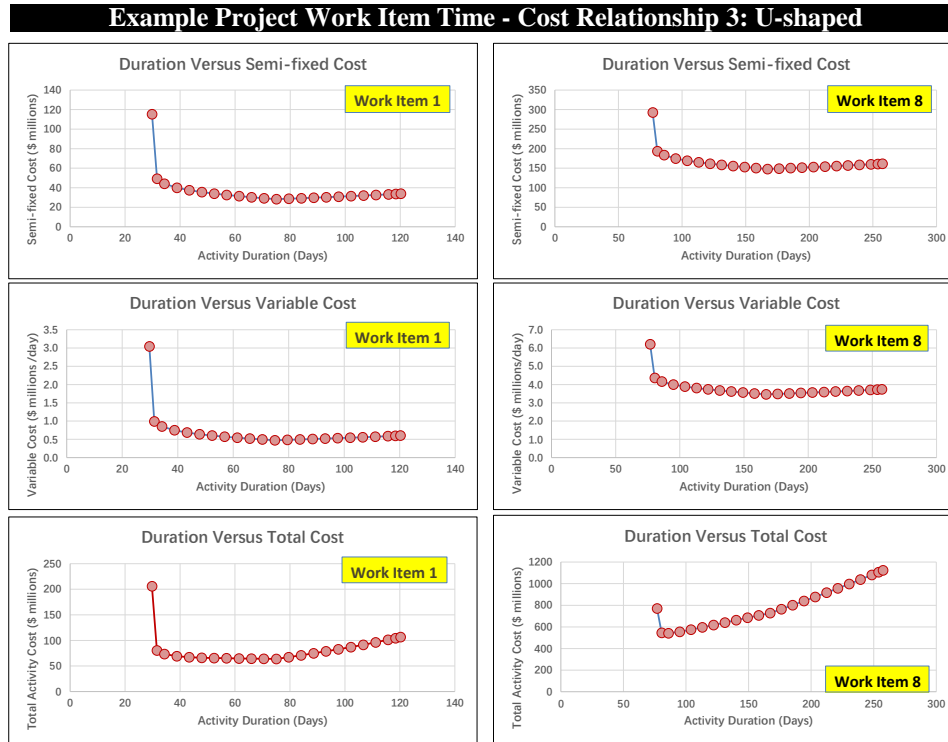 Example Project Work Item Time - Cost Relationship 3: U-shaped
Duration Versus Semi-fixed Cost
Work Item 1
Semi-fixed Cost ($ millions)
140
120
100
80
60
40
20
0
0 20 40 60 80 100 120 140
Activity Duration (Days)
Duration Versus Semi-fixed Cost
Work Item 8
Semi-fixed Cost ($ millions)
350
300
250
200
150
100
50
0
0 50 100 150 200 250 300
Activity Duration (Days)
Duration Versus Variable Cost
Work Item 1
Variable Cost ($ millions /day)
3.5
3.0
2.5
2.0
1.5
1.0
0.5
0.0
0 20 40 60 80 100 120 140
Activity Duration (Days)
Duration Versus Variable Cost
Work Item 8
Variable Cost ($ millions/day)
7.0
6.0
5.0
4.0
3.0
2.0
1.0
0.0
0 50 100 150 200 250 300
Activity Duration (Days)
Duration Versus Total Cost
Work Item 1
Total Activity Cost ($ millions)
250
200
150
100
50
0
0 20 40 60 80 100 120 140
Activity Duration (Days)
Duration Versus Total Cost
Work Item 8
Total Activity Cost ($ millions)
1200
1000
800
600
400
200
0
0 50 100 150 200 250 300
Activity Duration (Days)